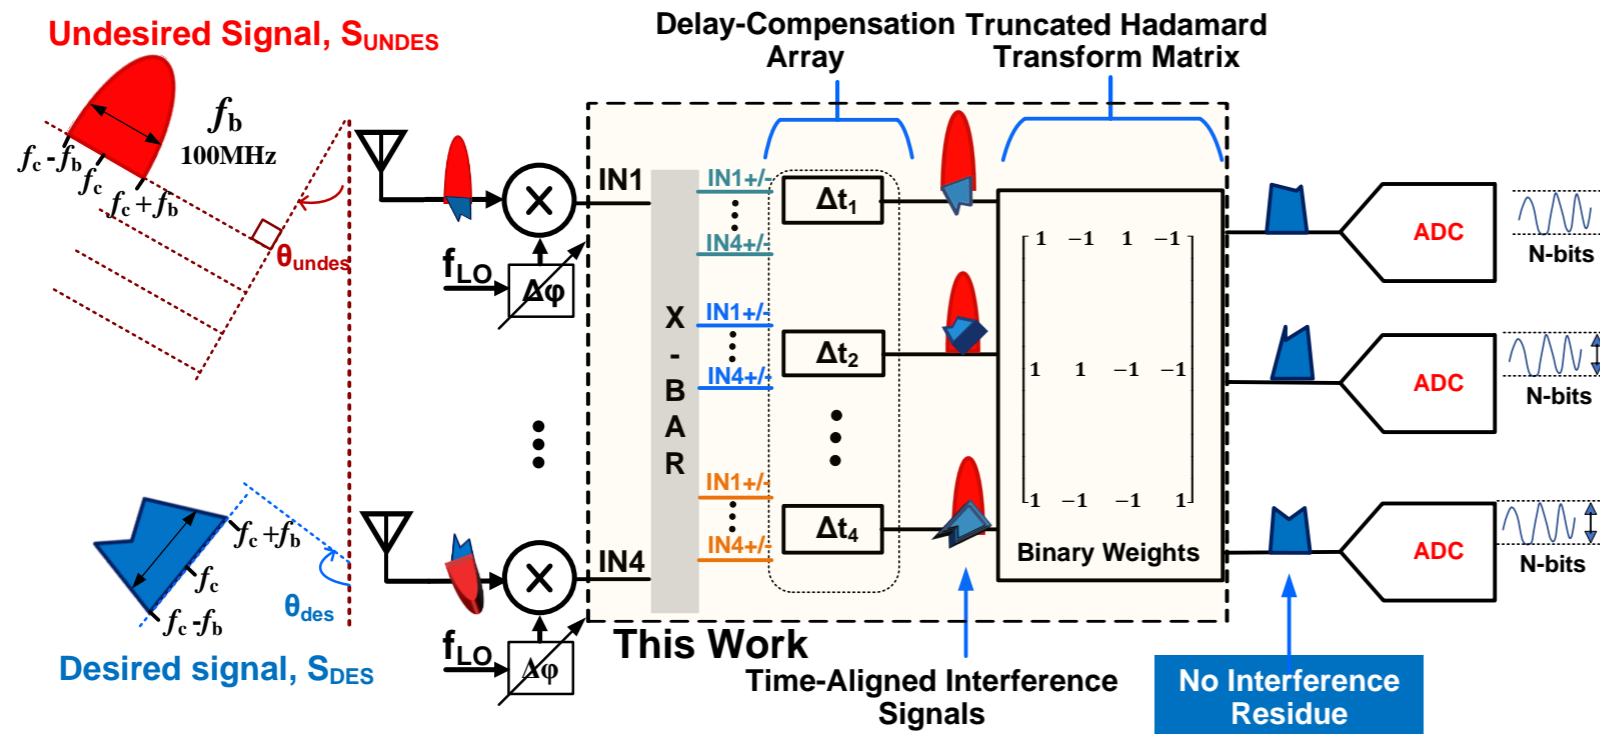 Undesired Signal, SUNDES
Delay-Compensation
Array
Truncated Hadamard
Transform Matrix
fb
100MHz
fc-fb
fc
fc+fb
θundes
IN1
fLO
Δφ
X
-
B
A
R
IN1+/-
IN4+/-
IN1+/-
IN4+/-
IN1+/-
IN4+/-
Δt1
Δt2
Δt4
1 −1 1 −1
1 1 −1 −1
1 −1 −1 1
Binary Weights
ADC
N-bits
ADC
N-bits
ADC
N-bits
fc+fb
fc
fc-fb
θdes
Desired signal, SDES
IN4
fLO
Δφ
This Work
Time-Aligned Interference
Signals
No Interference
Residue